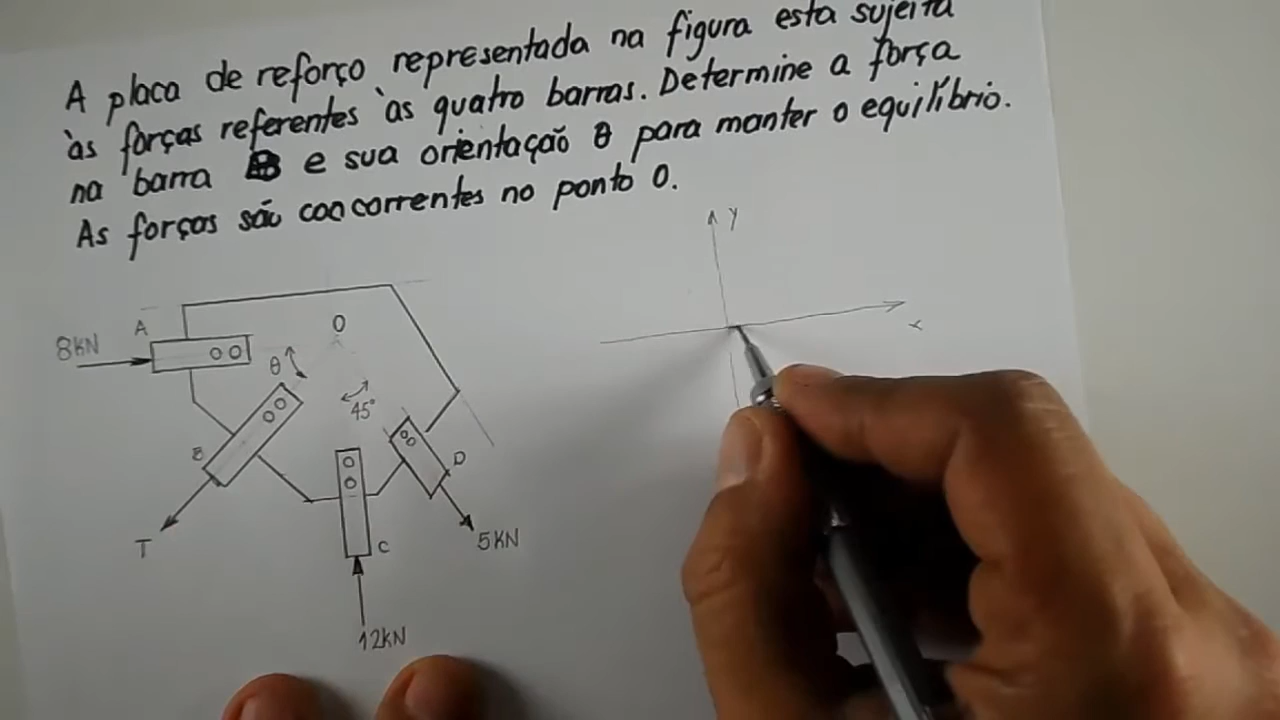 A placa de reforço representada na figura esta sujeita
às forças referentes às quatro barras. Determine a força
na barra B e sua orientação θ para manter o equilíbrio.
As forças são concorrentes no ponto O.
y
x
A
O
8kN
θ
45°
B
D
T
C
5KN
12KN